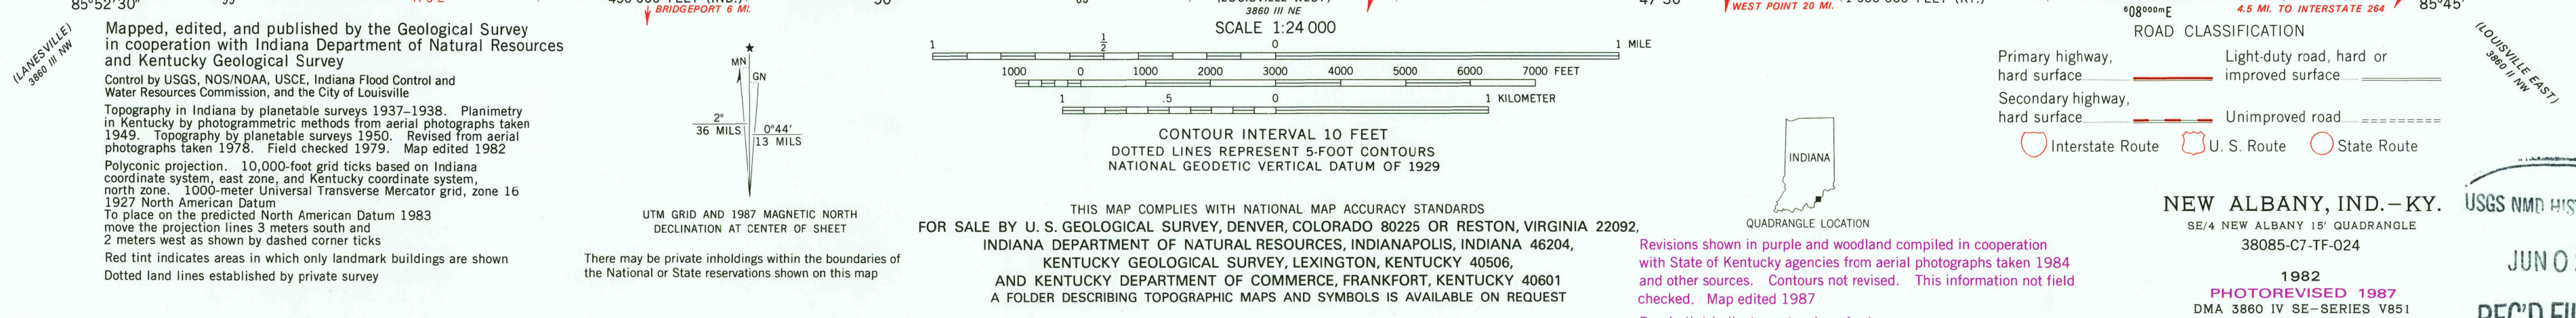 85°52'30"
BRIDGEPORT 6 MI.
3860 III NE
WEST POINT 20 MI.
⁶08⁰⁰⁰mE
4.5 MI. TO INTERSTATE 264
85°45'
(LANESVILLE)
3860 III NW
Mapped, edited, and published by the Geological Survey
in cooperation with Indiana Department of Natural Resources
and Kentucky Geological Survey
Control by USGS, NOS/NOAA, USCE, Indiana Flood Control and
Water Resources Commission, and the City of Louisville
Topography in Indiana by planetable surveys 1937–1938. Planimetry
in Kentucky by photogrammetric methods from aerial photographs taken
1949. Topography by planetable surveys 1950. Revised from aerial
photographs taken 1978. Field checked 1979. Map edited 1982
Polyconic projection. 10,000-foot grid ticks based on Indiana
coordinate system, east zone, and Kentucky coordinate system,
north zone. 1000-meter Universal Transverse Mercator grid, zone 16
1927 North American Datum
To place on the predicted North American Datum 1983
move the projection lines 3 meters south and
2 meters west as shown by dashed corner ticks
Red tint indicates areas in which only landmark buildings are shown
Dotted land lines established by private survey
★
MN
GN
2°
36 MILS
0°44'
13 MILS
UTM GRID AND 1987 MAGNETIC NORTH
DECLINATION AT CENTER OF SHEET
There may be private inholdings within the boundaries of
the National or State reservations shown on this map
SCALE 1:24 000
1 ½ 0 1 MILE
1000 0 1000 2000 3000 4000 5000 6000 7000 FEET
1 .5 0 1 KILOMETER
CONTOUR INTERVAL 10 FEET
DOTTED LINES REPRESENT 5-FOOT CONTOURS
NATIONAL GEODETIC VERTICAL DATUM OF 1929
THIS MAP COMPLIES WITH NATIONAL MAP ACCURACY STANDARDS
FOR SALE BY U. S. GEOLOGICAL SURVEY, DENVER, COLORADO 80225 OR RESTON, VIRGINIA 22092,
INDIANA DEPARTMENT OF NATURAL RESOURCES, INDIANAPOLIS, INDIANA 46204,
KENTUCKY GEOLOGICAL SURVEY, LEXINGTON, KENTUCKY 40506,
AND KENTUCKY DEPARTMENT OF COMMERCE, FRANKFORT, KENTUCKY 40601
A FOLDER DESCRIBING TOPOGRAPHIC MAPS AND SYMBOLS IS AVAILABLE ON REQUEST
INDIANA
QUADRANGLE LOCATION
Revisions shown in purple and woodland compiled in cooperation
with State of Kentucky agencies from aerial photographs taken 1984
and other sources. Contours not revised. This information not field
checked. Map edited 1987
ROAD CLASSIFICATION
Primary highway,
hard surface
Light-duty road, hard or
improved surface
Secondary highway,
hard surface
Unimproved road
Interstate Route
U. S. Route
State Route
(LOUISVILLE EAST)
3860 II NW
NEW ALBANY, IND.–KY.
SE/4 NEW ALBANY 15' QUADRANGLE
38085-C7-TF-024
1982
PHOTOREVISED 1987
DMA 3860 IV SE–SERIES V851
USGS NMD HIS
JUN 0
REC'D FI